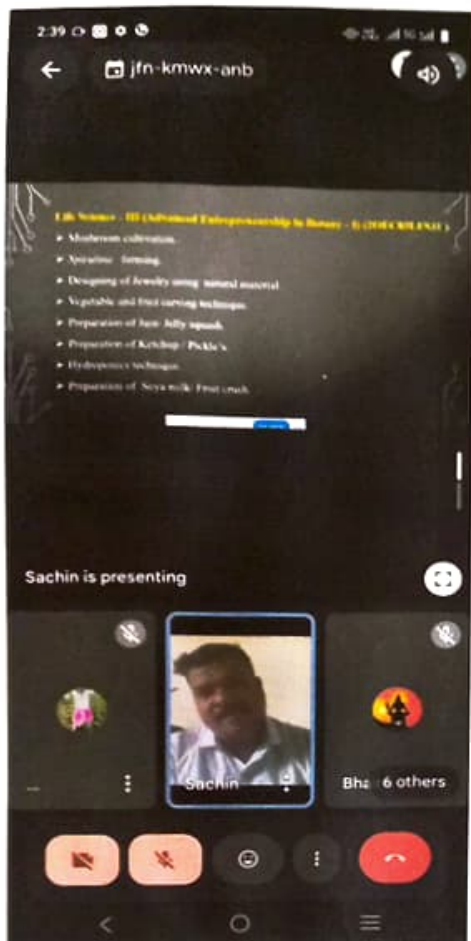 2:39
jfn-kmwx-anb
Life Science - III (Advanced Entrepreneurship in Botany - I)
➤ Mushroom cultivation.
➤ Spirulina farming.
➤ Designing of Jewelry using natural material
➤ Vegetable and fruit carving technique.
➤ Preparation of Jam/ Jelly squash.
➤ Preparation of Ketchup / Pickle's.
➤ Hydroponics technique.
➤ Preparation of Soya milk/ Fruit crush.
Sachin is presenting
... Sachin Bha 6 others